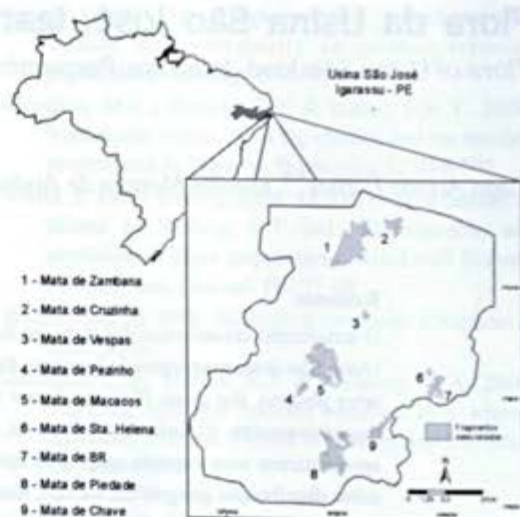 Usina São José
Igarassu - PE
1 - Mata de Zambana
2 - Mata de Cruzinha
3 - Mata de Vespas
4 - Mata de Pezinho
5 - Mata de Macacos
6 - Mata de Sta. Helena
7 - Mata de BR
8 - Mata de Piedade
9 - Mata de Chave
1
2
3
4
5
6
9
8
Fragmentos
N